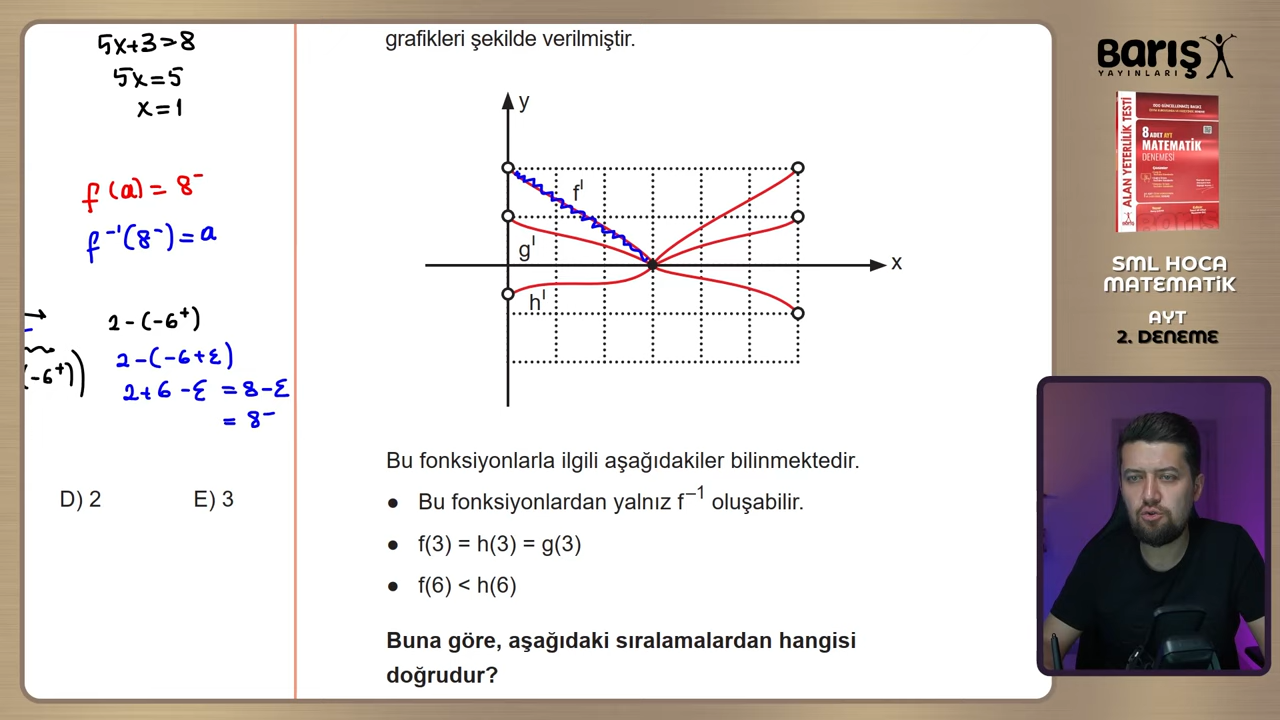 5x+3=8
5x=5
x=1
f(a)=8⁻
f⁻¹(8⁻)=a
2-(-6⁺)
2-(-6+ε)
(-6⁺))
2+6-ε = 8-ε
= 8⁻
D) 2 E) 3
grafikleri şekilde verilmiştir.
y
f'
g'
h'
x
Bu fonksiyonlarla ilgili aşağıdakiler bilinmektedir.
● Bu fonksiyonlardan yalnız f⁻¹ oluşabilir.
● f(3) = h(3) = g(3)
● f(6) < h(6)
Buna göre, aşağıdaki sıralamalardan hangisi
doğrudur?
BARIŞ
YAYINLARI
ALAN YETERLİLİK TESTİ
8 ADET AYT
MATEMATİK
DENEMESİ
SML HOCA
MATEMATİK
AYT
2. DENEME